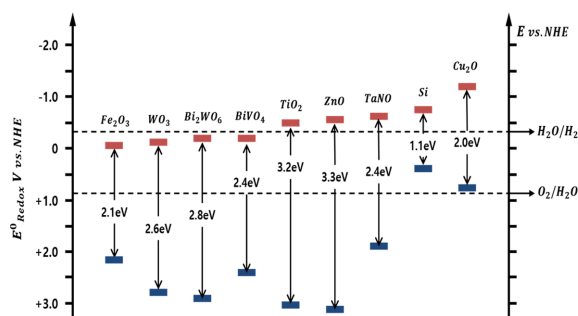 E vs.NHE
Cu₂O
Fe₂O₃ WO₃ Bi₂WO₆ BiVO₄ TiO₂ ZnO TaNO Si
-2.0
-1.0
0
+1.0
+2.0
+3.0
E⁰Redox V vs.NHE
H₂O/H₂
O₂/H₂O
2.1eV
2.6eV
2.8eV
2.4eV
3.2eV
3.3eV
2.4eV
1.1eV
2.0eV